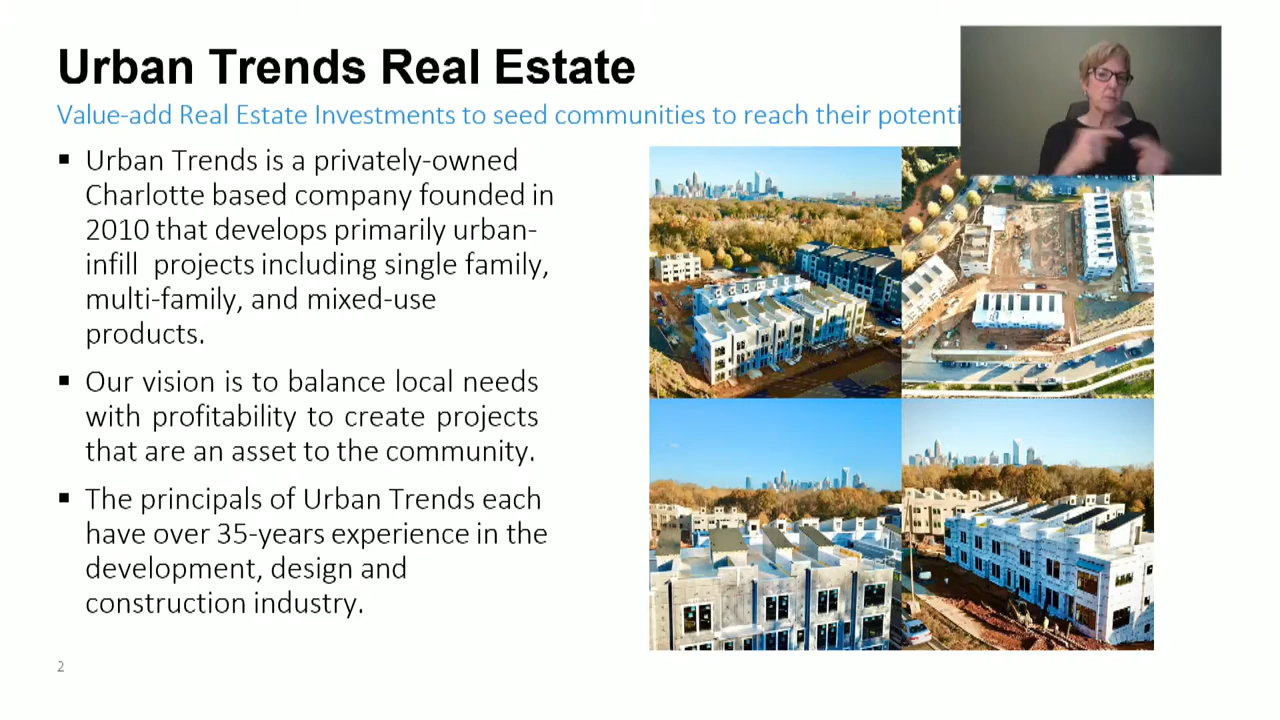 Urban Trends Real Estate
Value-add Real Estate Investments to seed communities to reach their
▪ Urban Trends is a privately-owned
Charlotte based company founded in
2010 that develops primarily urban-
infill projects including single family,
multi-family, and mixed-use
products.
▪ Our vision is to balance local needs
with profitability to create projects
that are an asset to the community.
▪ The principals of Urban Trends each
have over 35-years experience in the
development, design and
construction industry.
2